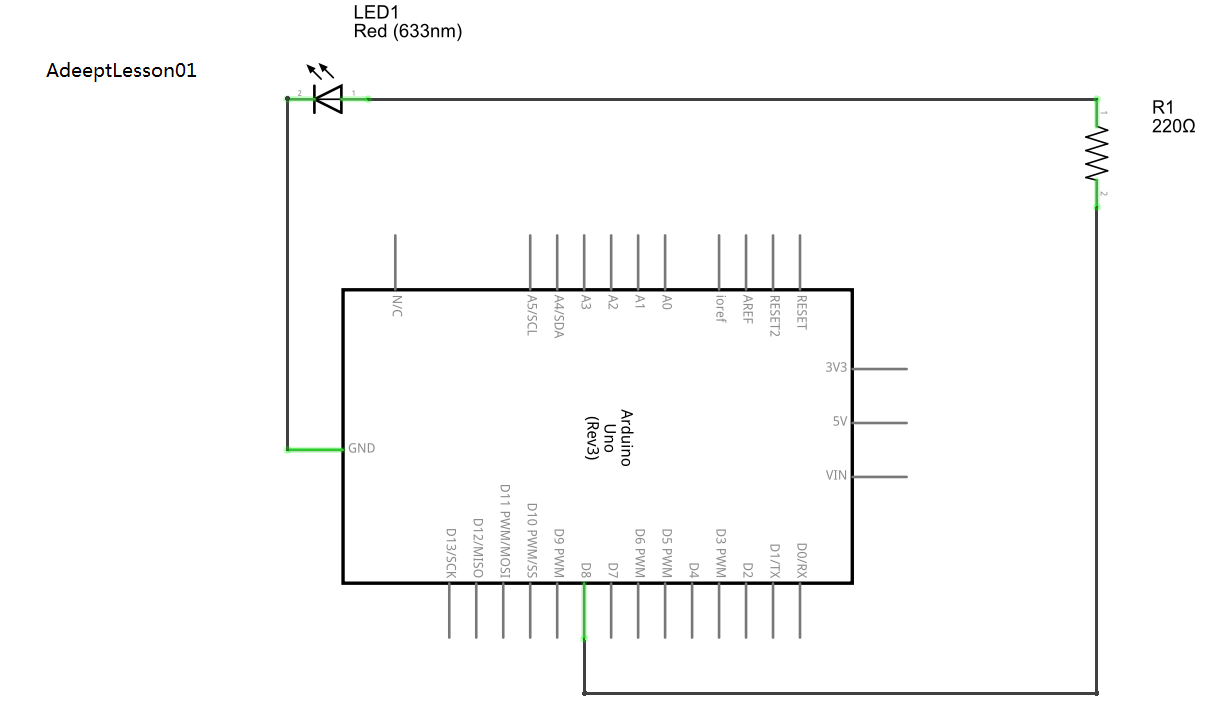 LED1
Red (633nm)
AdeeptLesson01
2
1
R1
220Ω
1
2
N/C
A5/SCL
A4/SDA
A3
A2
A1
A0
ioref
AREF
RESET2
RESET
3V3
5V
VIN
GND
Arduino
Uno
(Rev3)
D13/SCK
D12/MISO
D11 PWM/MOSI
D10 PWM/SS
D9 PWM
D8
D7
D6 PWM
D5 PWM
D4
D3 PWM
D2
D1/TX
D0/RX